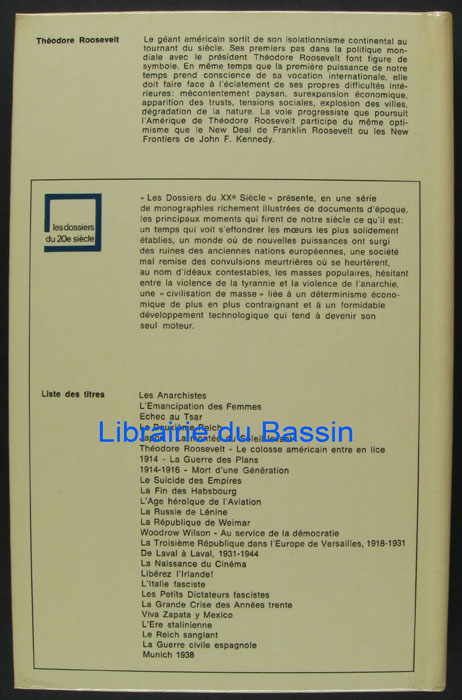 Théodore Roosevelt
Le géant américain sortit de son isolationnisme continental au
tournant du siècle. Ses premiers pas dans la politique mon-
diale avec le président Théodore Roosevelt font figure de
symbole. En même temps que la première puissance de notre
temps prend conscience de sa vocation internationale, elle
doit faire face à l'éclatement de ses propres difficultés inté-
rieures: mécontentement paysan, surexpansion économique,
apparition des trusts, tensions sociales, explosion des villes,
dégradation de la nature. La voie progressiste que poursuit
l'Amérique de Théodore Roosevelt participe du même opti-
misme que le New Deal de Franklin Roosevelt ou les New
Frontiers de John F. Kennedy.
les dossiers
du 20e siècle
« Les Dossiers du XXe Siècle » présente, en une série
de monographies richement illustrées de documents d'époque,
les principaux moments qui firent de notre siècle ce qu'il est:
un temps qui voit s'effondrer les mœurs les plus solidement
établies, un monde où de nouvelles puissances ont surgi
des ruines des anciennes nations européennes, une société
mal remise des convulsions meurtrières où se heurtèrent,
au nom d'idéaux contestables, les masses populaires, hésitant
entre la violence de la tyrannie et la violence de l'anarchie,
une « civilisation de masse » liée à un déterminisme écono-
mique de plus en plus contraignant et à un formidable
développement technologique qui tend à devenir son
seul moteur.
Liste des titres
Les Anarchistes
L'Emancipation des Femmes
Echec au Tsar
Le Deuxième Reich
Japon - La montée du Soleil levant
Librairie du Bassin
Théodore Roosevelt - Le colosse américain entre en lice
1914 - La Guerre des Plans
1914-1916 - Mort d'une Génération
Le Suicide des Empires
La Fin des Habsbourg
L'Age héroïque de l'Aviation
La Russie de Lénine
La République de Weimar
Woodrow Wilson - Au service de la démocratie
La Troisième République dans l'Europe de Versailles, 1918-1931
De Laval à Laval, 1931-1944
La Naissance du Cinéma
Libérez l'Irlande!
L'Italie fasciste
Les Petits Dictateurs fascistes
La Grande Crise des Années trente
Viva Zapata y Mexico
L'Ere stalinienne
Le Reich sanglant
La Guerre civile espagnole
Munich 1938